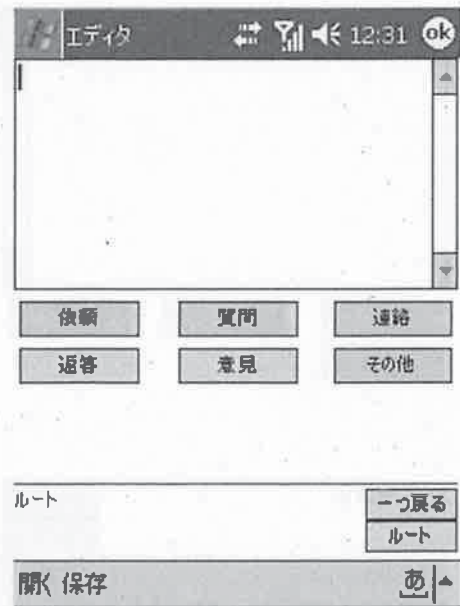 エディタ 12:31 ok
依頼 質問 連絡
返答 意見 その他
ルート 一つ戻る
ルート
開く 保存 あ